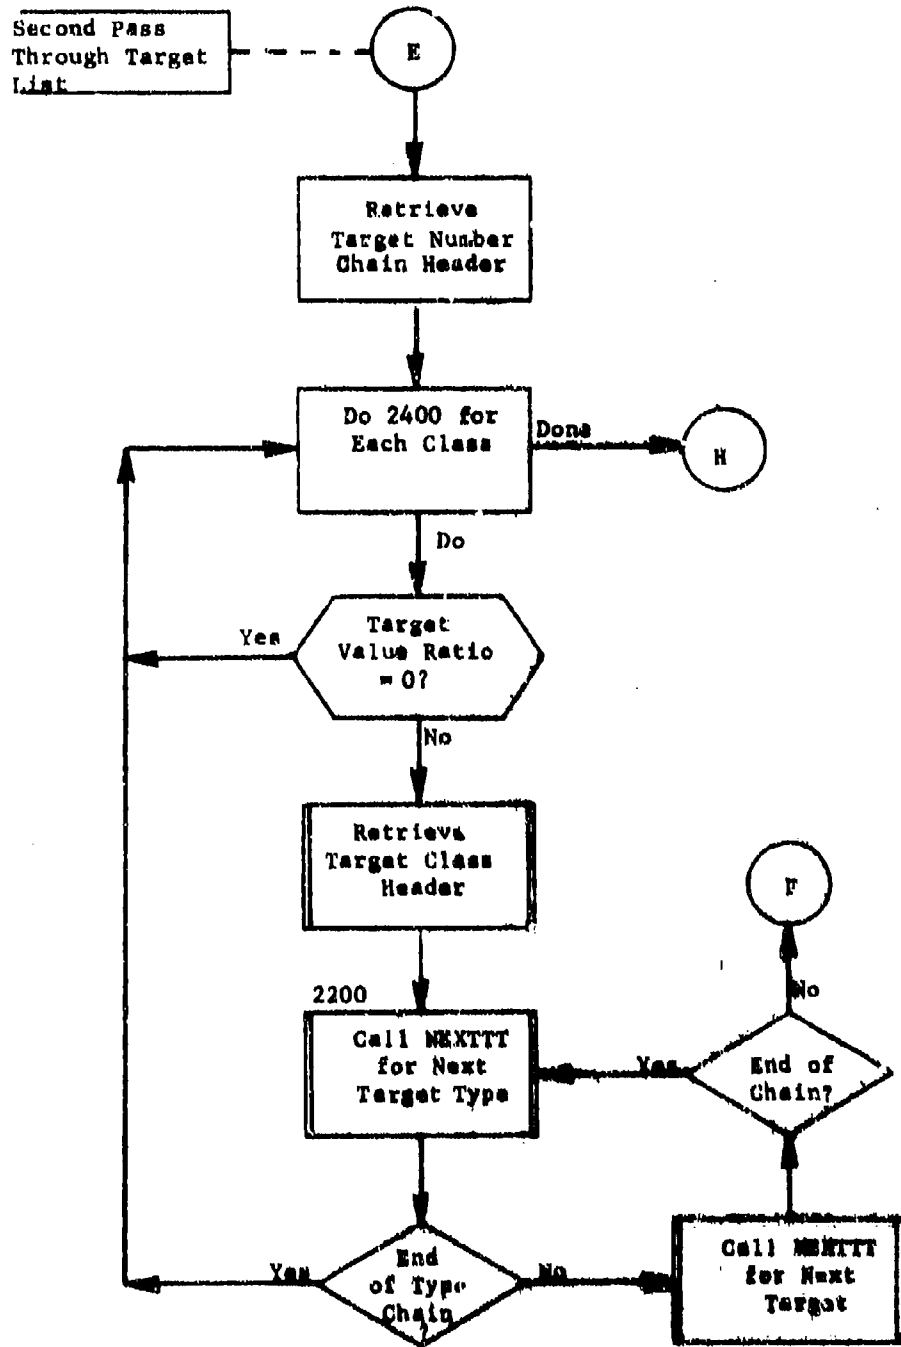 Second Pass
Through Target
List
E
Retrieve
Target Number
Chain Header
Do 2400 for
Each Class
Done
H
Do
Target
Value Ratio
= 0?
Yes
No
Retrieve
Target Class
Header
2200
Call NEXTTT
for Next
Target Type
End
of Type
Chain
?
Yes
No
Call
for Next
Target
End of
Chain?
Yes
No
F